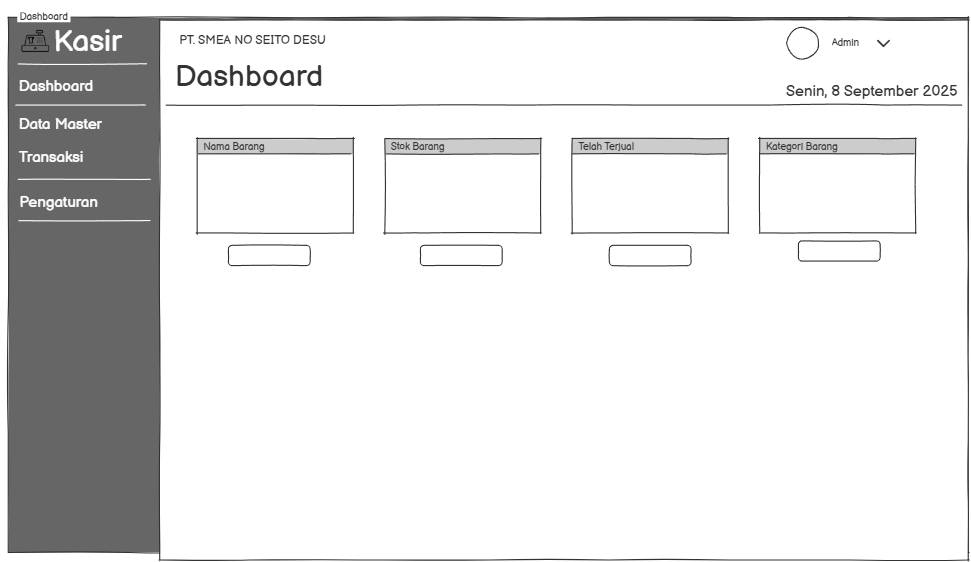 Dashboard
Kasir
Dashboard
Data Master
Transaksi
Pengaturan
PT. SMEA NO SEITO DESU
Admin
Dashboard
Senin, 8 September 2025
Nama Barang
Stok Barang
Telah Terjual
Kategori Barang